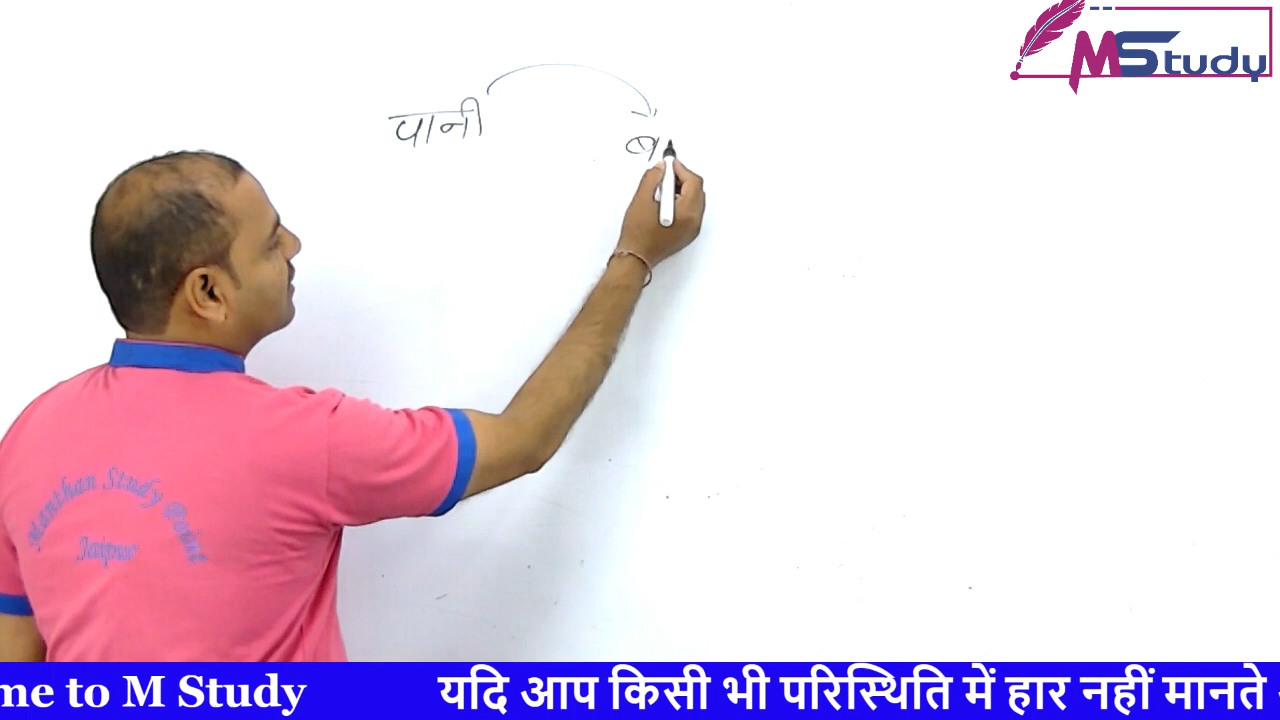 MStudy
पानी
ब
Manthan Study Point
Jaipur
me to M Study यदि आप किसी भी परिस्थिति में हार नहीं मानते